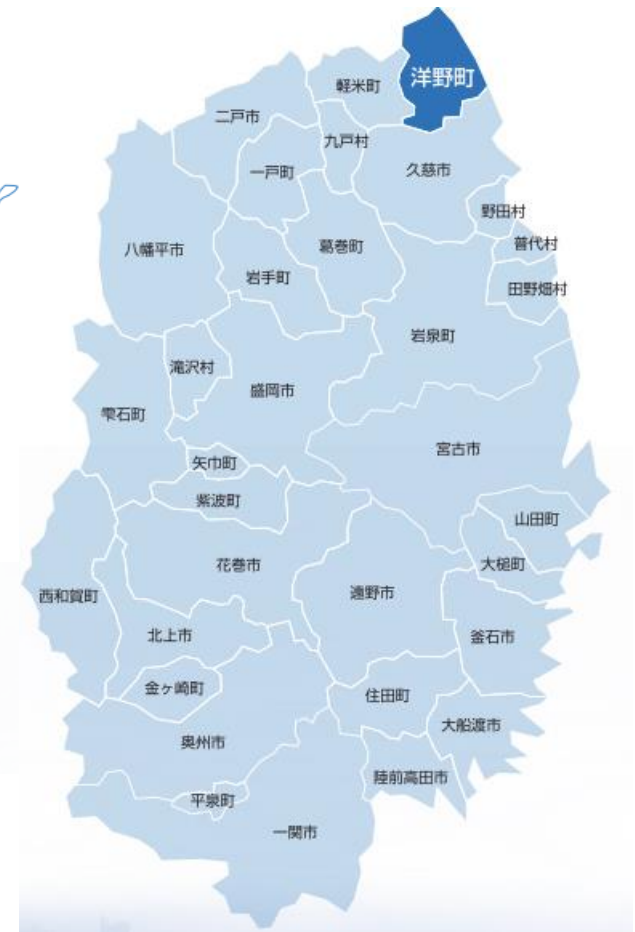 洋野町
軽米町
二戸市
九戸村
一戸町
久慈市
野田村
八幡平市
葛巻町
普代村
岩手町
田野畑村
岩泉町
滝沢村
盛岡市
雫石町
宮古市
矢巾町
紫波町
山田町
花巻市
大槌町
西和賀町
遠野市
北上市
釜石市
金ヶ崎町
住田町
大船渡市
奥州市
陸前高田市
平泉町
一関市